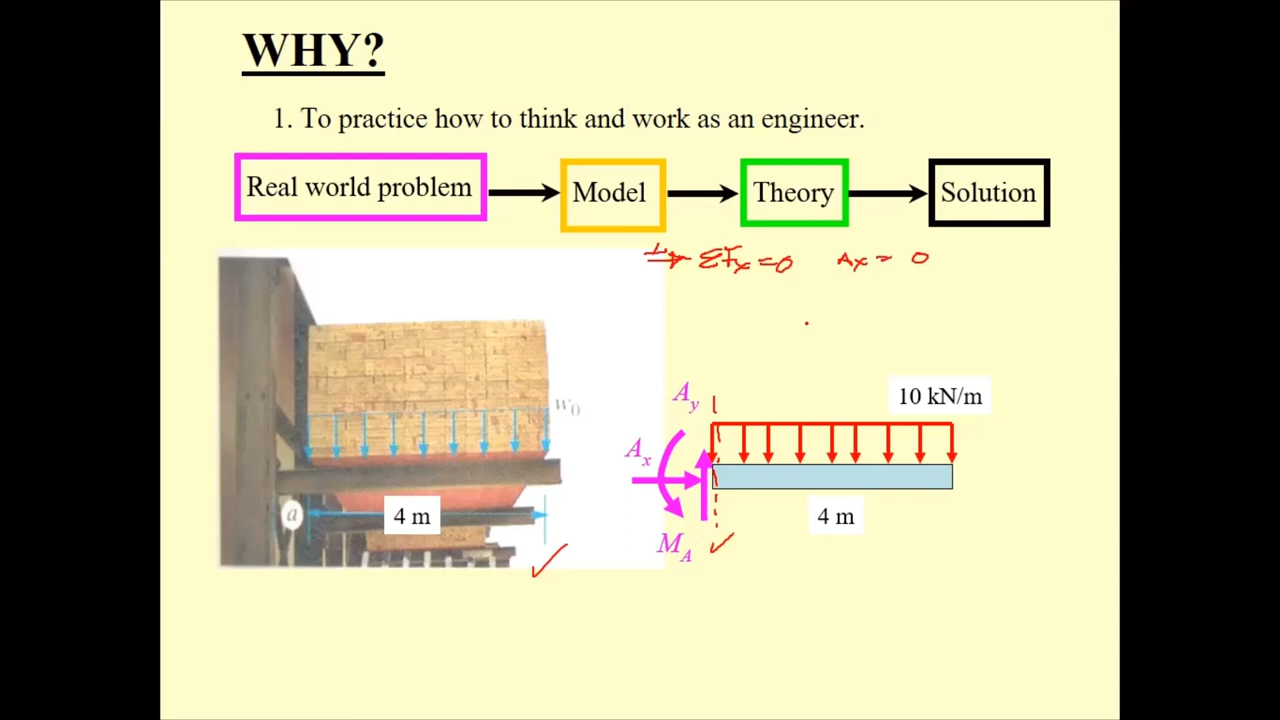 WHY?
1. To practice how to think and work as an engineer.
Real world problem
Model
Theory
Solution
+→ ΣFx = 0 Ax = 0
w0
a
4 m
Ay
Ax
MA
10 kN/m
4 m